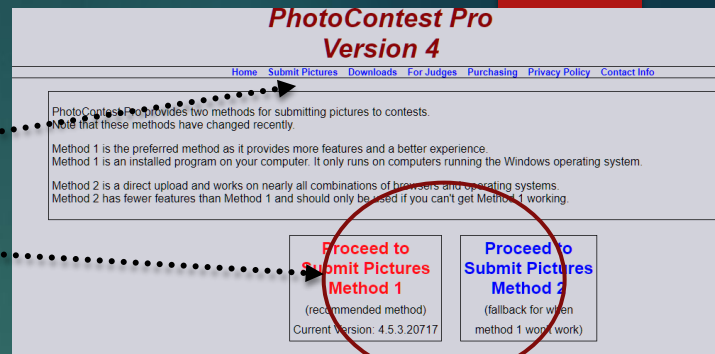 PhotoContest Pro
Version 4
Home Submit Pictures Downloads For Judges Purchasing Privacy Policy Contact Info
PhotoContest Pro provides two methods for submitting pictures to contests.
Note that these methods have changed recently.
Method 1 is the preferred method as it provides more features and a better experience.
Method 1 is an installed program on your computer. It only runs on computers running the Windows operating system.
Method 2 is a direct upload and works on nearly all combinations of browsers and operating systems.
Method 2 has fewer features than Method 1 and should only be used if you can't get Method 1 working.
Proceed to
Submit Pictures
Method 1
(recommended method)
Current Version: 4.5.3.20717
Proceed to
Submit Pictures
Method 2
(fallback for when
method 1 won't work)